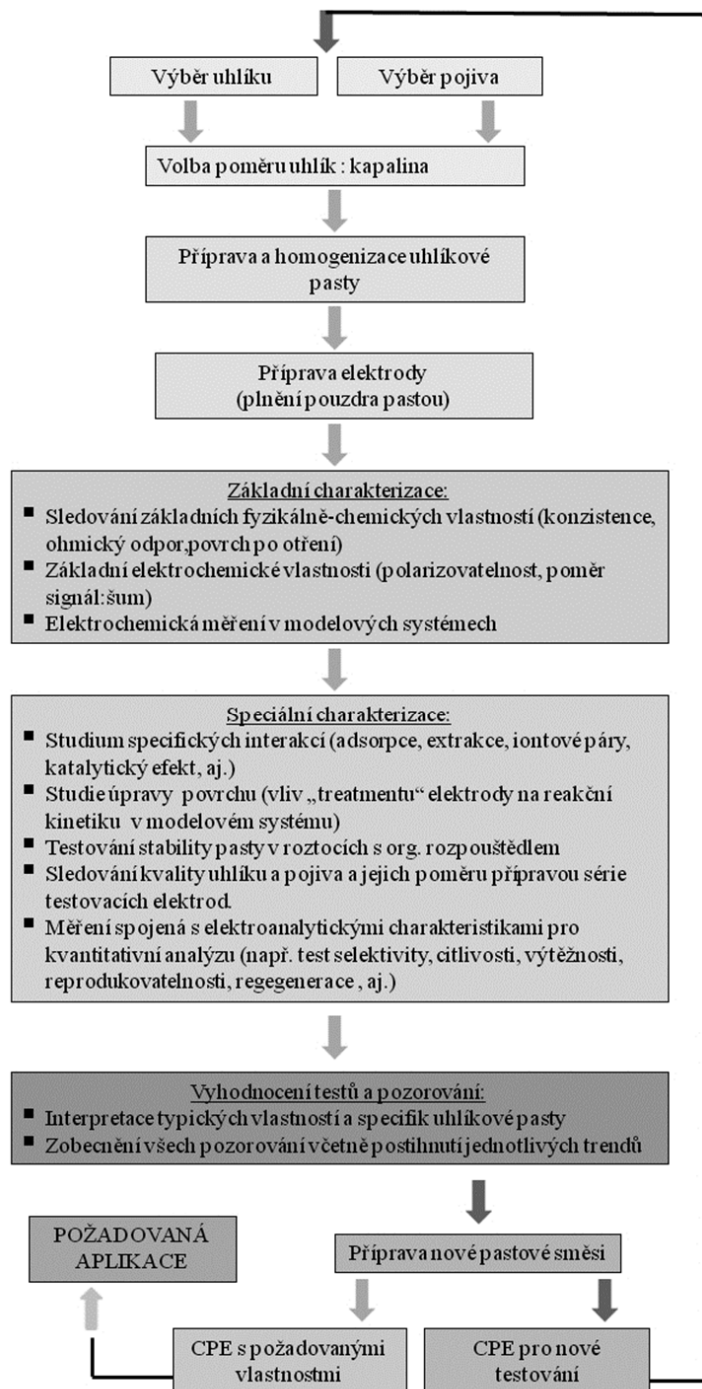 Výběr uhlíku
Výběr pojiva
Volba poměru uhlík : kapalina
Příprava a homogenizace uhlíkové
pasty
Příprava elektrody
(plnění pouzdra pastou)
Základní charakterizace:
▪ Sledování základních fyzikálně-chemických vlastností (konzistence,
ohmický odpor,povrch po otření)
▪ Základní elektrochemické vlastnosti (polarizovatelnost, poměr
signál:šum)
▪ Elektrochemická měření v modelových systémech
Speciální charakterizace:
▪ Studium specifických interakcí (adsorpce, extrakce, iontové páry,
katalytický efekt, aj.)
▪ Studie úpravy povrchu (vliv „treatmentu“ elektrody na reakční
kinetiku v modelovém systému)
▪ Testování stability pasty v roztocích s org. rozpouštědlem
▪ Sledování kvality uhlíku a pojiva a jejich poměru přípravou série
testovacích elektrod.
▪ Měření spojená s elektroanalytickými charakteristikami pro
kvantitativní analýzu (např. test selektivity, citlivosti, výtěžnosti,
reprodukovatelnosti, regegenerace , aj.)
Vyhodnocení testů a pozorování:
▪ Interpretace typických vlastností a specifik uhlíkové pasty
▪ Zobecnění všech pozorování včetně postihnutí jednotlivých trendů
POŽADOVANÁ
APLIKACE
Příprava nové pastové směsi
CPE s požadovanými
vlastnostmi
CPE pro nové
testování